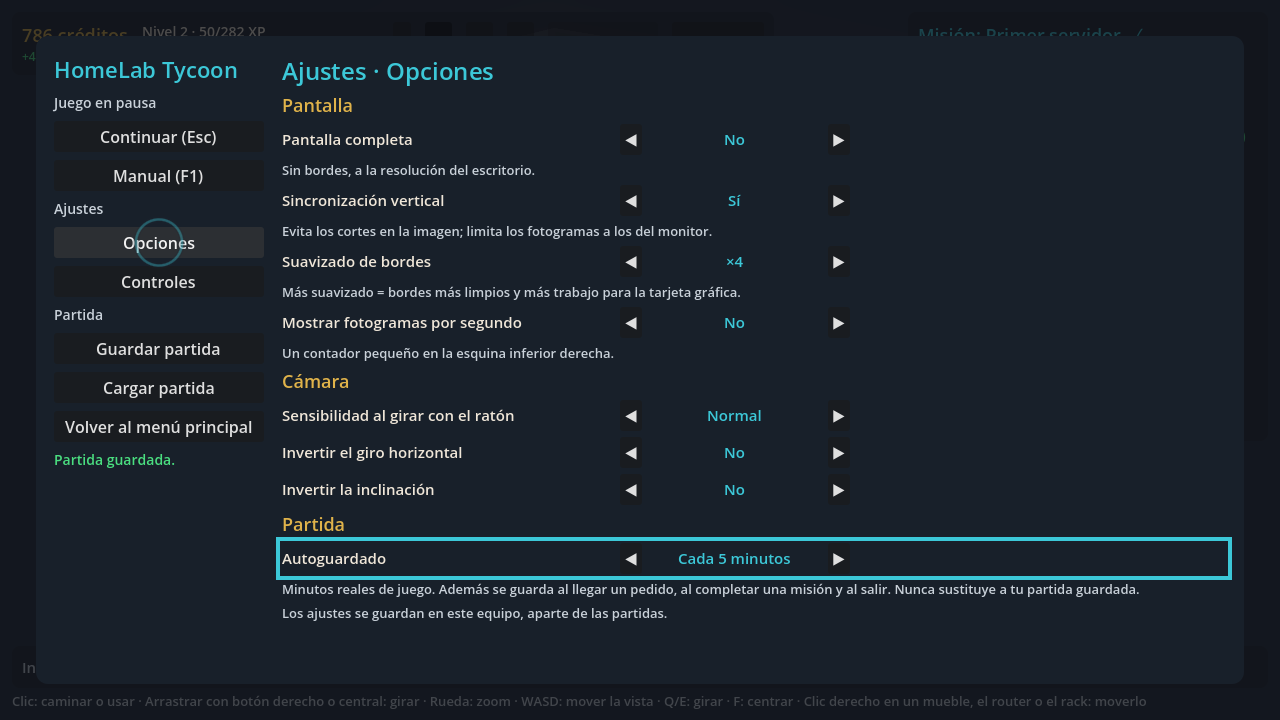 786 créditos
Nivel 2 · 50/282 XP
Misión: Primer servidor
+4
HomeLab Tycoon
Juego en pausa
Continuar (Esc)
Manual (F1)
Ajustes
Opciones
Controles
Partida
Guardar partida
Cargar partida
Volver al menú principal
Partida guardada.
Ajustes · Opciones
Pantalla
Pantalla completa ◀ No ▶
Sin bordes, a la resolución del escritorio.
Sincronización vertical ◀ Sí ▶
Evita los cortes en la imagen; limita los fotogramas a los del monitor.
Suavizado de bordes ◀ ×4 ▶
Más suavizado = bordes más limpios y más trabajo para la tarjeta gráfica.
Mostrar fotogramas por segundo ◀ No ▶
Un contador pequeño en la esquina inferior derecha.
Cámara
Sensibilidad al girar con el ratón ◀ Normal ▶
Invertir el giro horizontal ◀ No ▶
Invertir la inclinación ◀ No ▶
Partida
Autoguardado ◀ Cada 5 minutos ▶
Minutos reales de juego. Además se guarda al llegar un pedido, al completar una misión y al salir. Nunca sustituye a tu partida guardada.
Los ajustes se guardan en este equipo, aparte de las partidas.
In
Clic: caminar o usar · Arrastrar con botón derecho o central: girar · Rueda: zoom · WASD: mover la vista · Q/E: girar · F: centrar · Clic derecho en un mueble, el router o el rack: moverlo